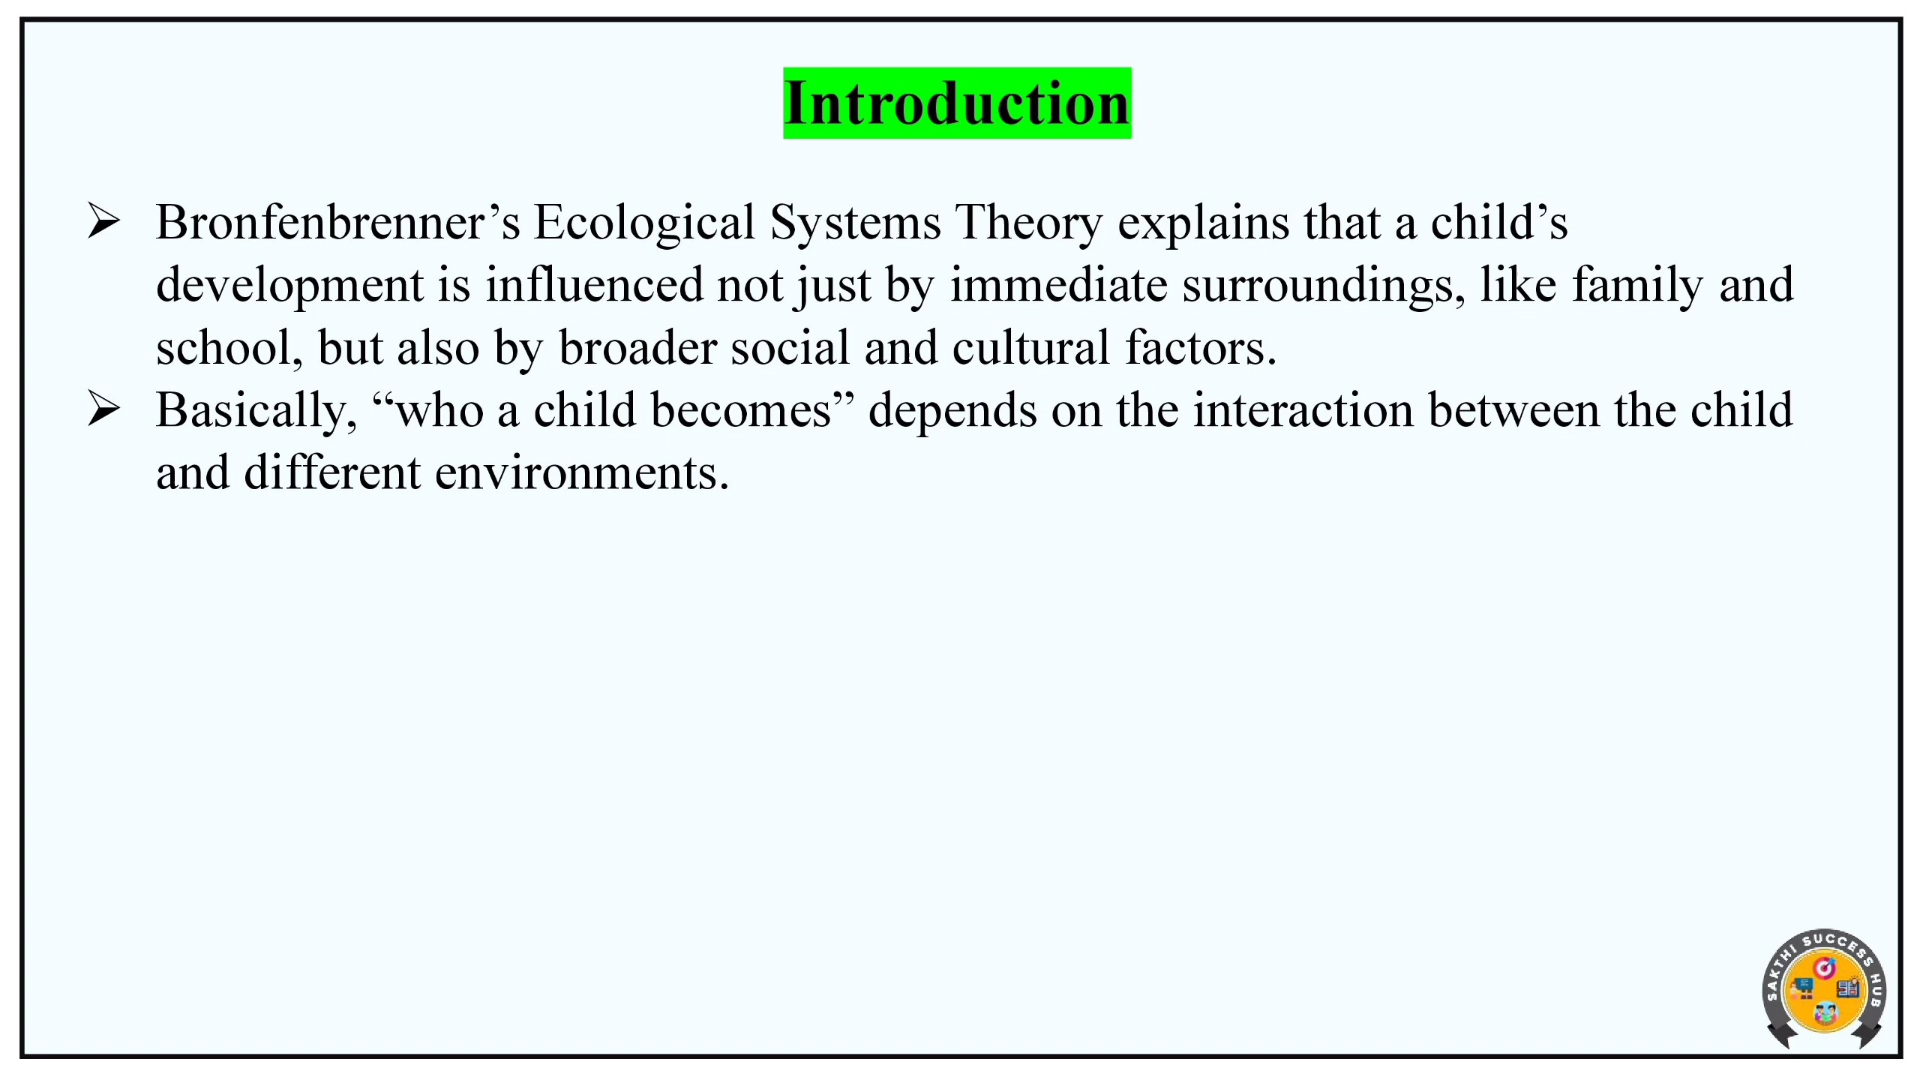 Introduction
➢ Bronfenbrenner’s Ecological Systems Theory explains that a child’s
development is influenced not just by immediate surroundings, like family and
school, but also by broader social and cultural factors.
➢ Basically, “who a child becomes” depends on the interaction between the child
and different environments.
SAKTHI SUCCESS HUB